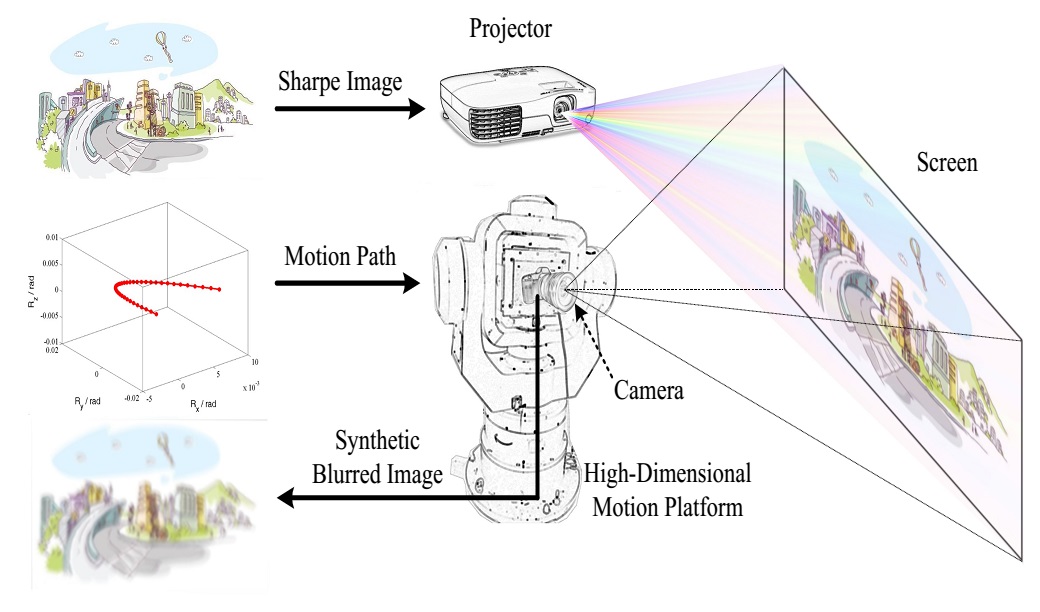 Projector
Sharpe Image
Screen
Motion Path
0.01
0.005
0
-0.005
-0.01
0.02
0
-0.02
-5
0
5
10
x 10⁻³
R_z / rad
R_y / rad
R_x / rad
Camera
Synthetic
Blurred Image
High-Dimensional
Motion Platform